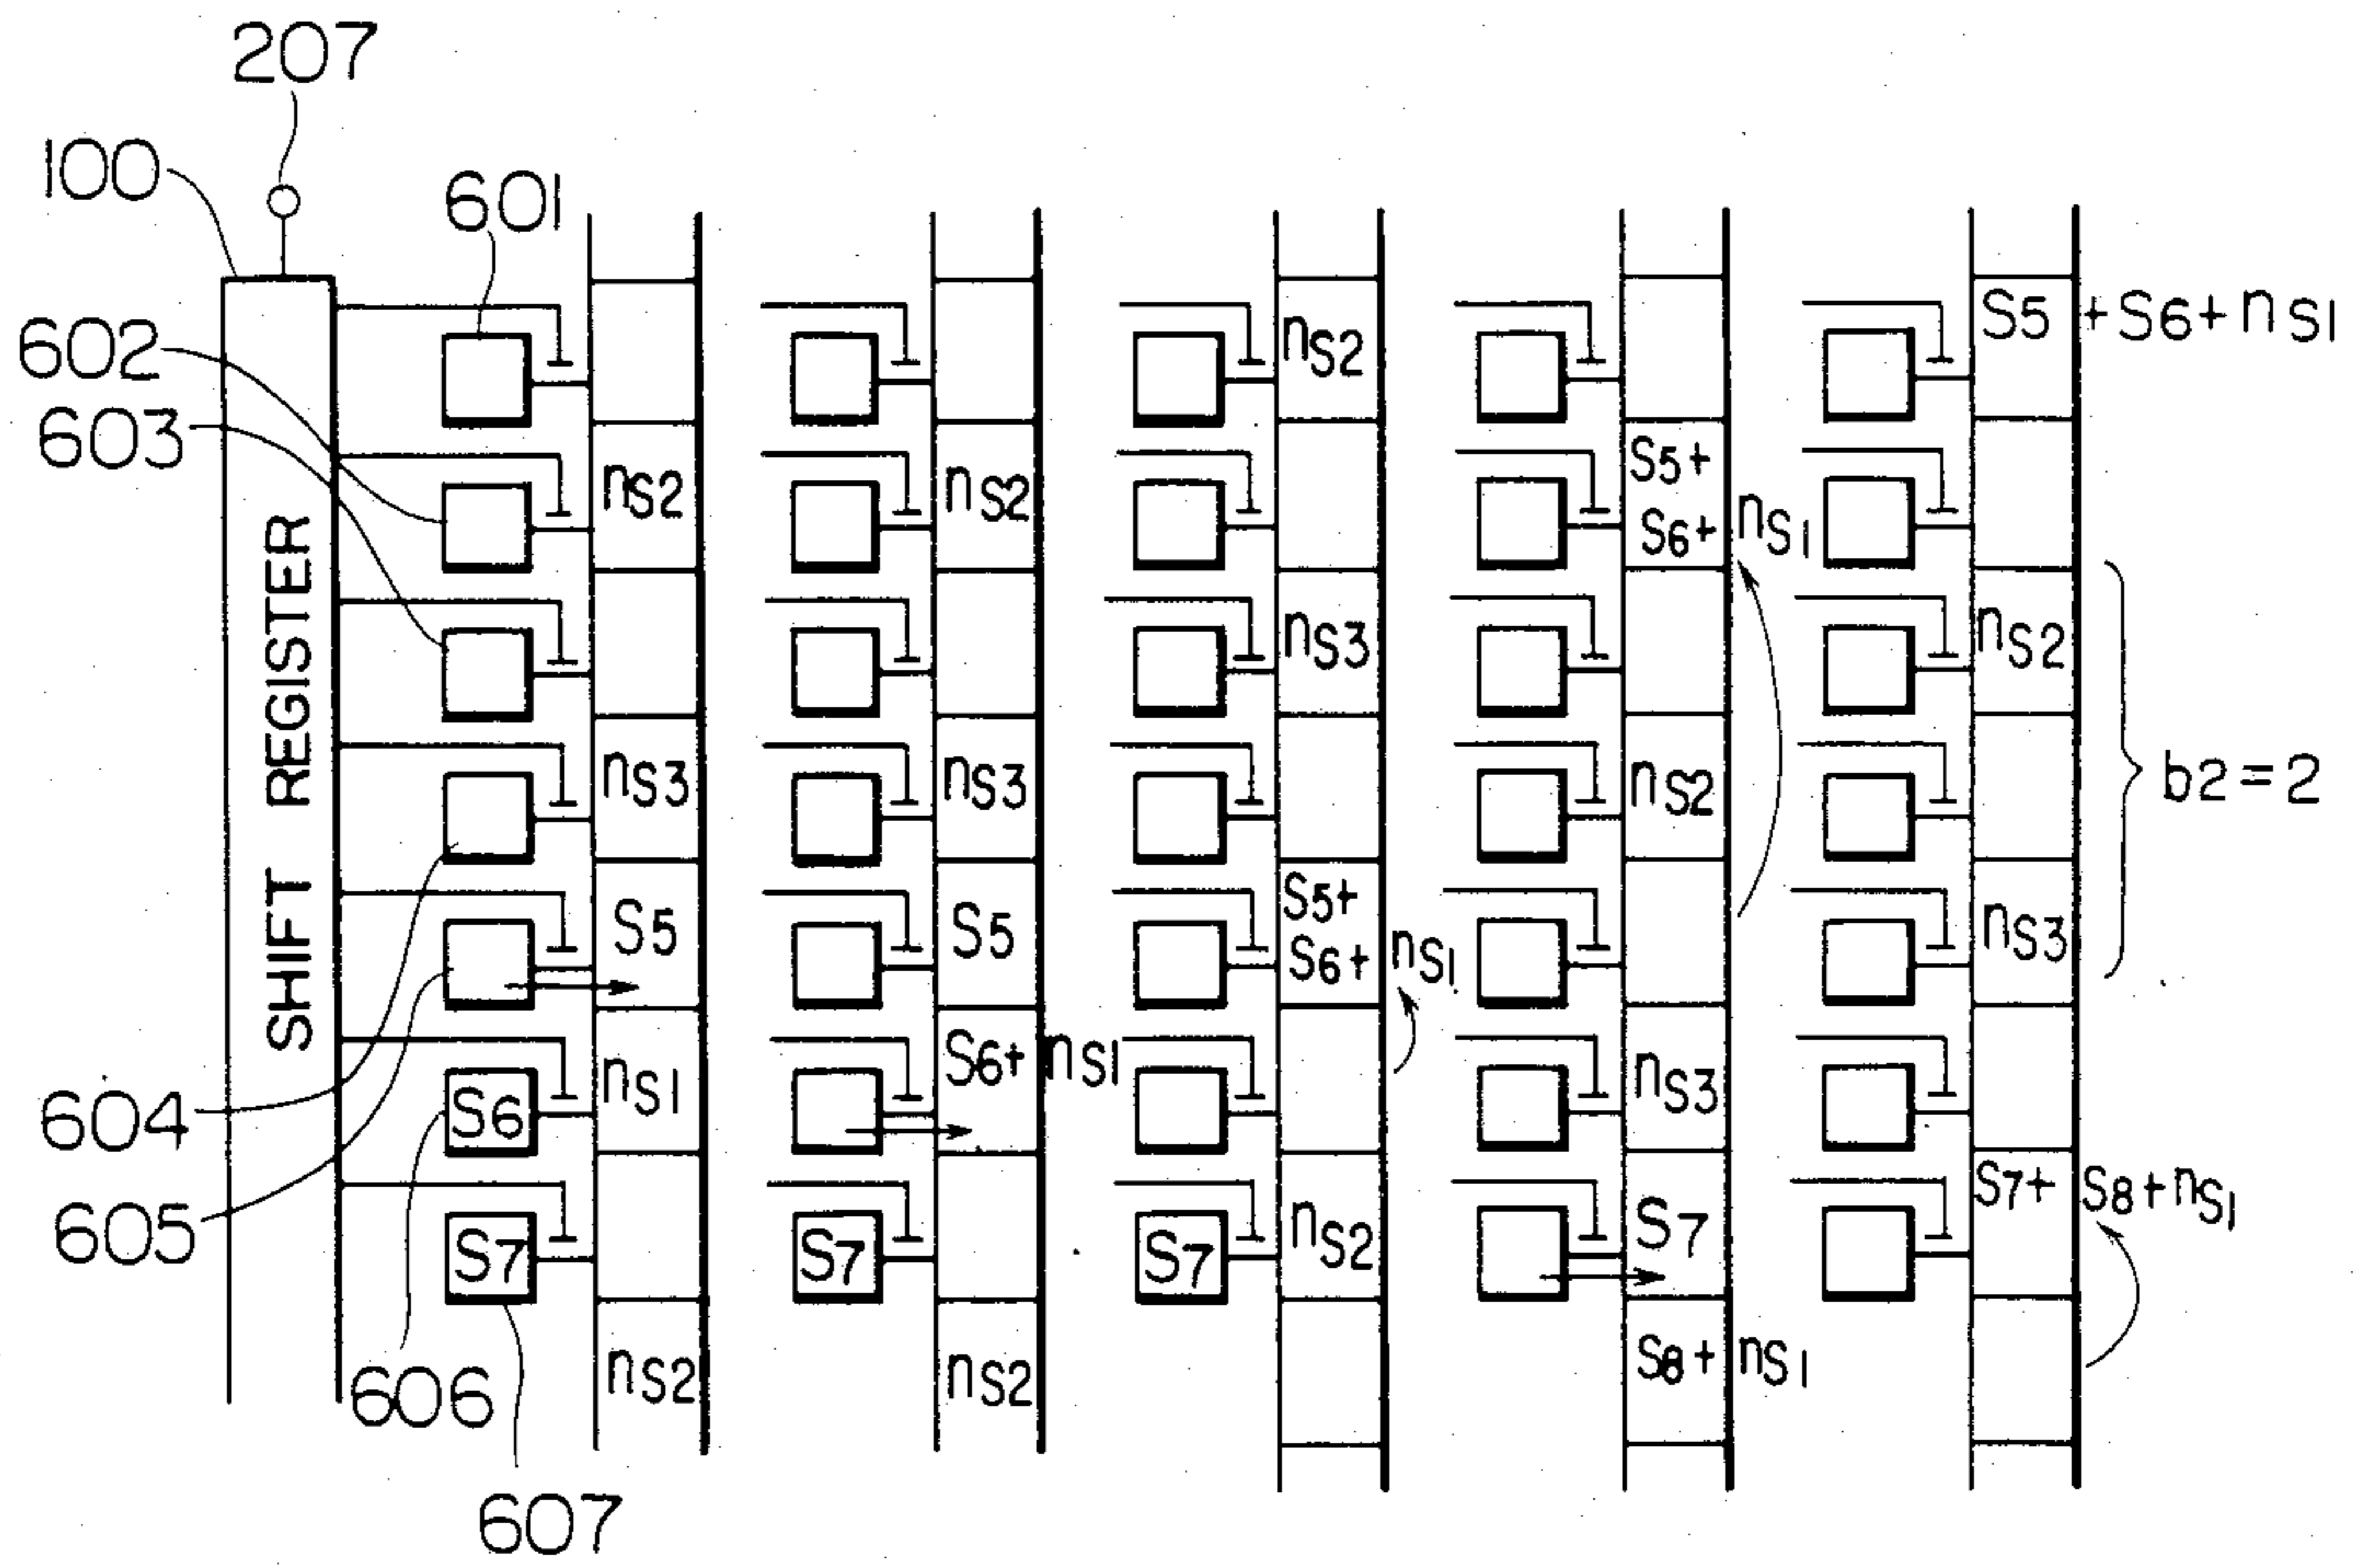 207
100
601
602
603
SHIFT REGISTER
604
605
606
607
nS2
nS3
S5
nS1
S6
S7
nS2
nS2
nS3
S5
S6+ nS1
S7
nS2
nS2
nS3
S5+
S6+ nS1
S7
nS2
S5+
S6+ nS1
nS2
nS3
S7
S8+ nS1
S5 +S6+nS1
nS2
nS3
b2=2
S7+ S8+nS1